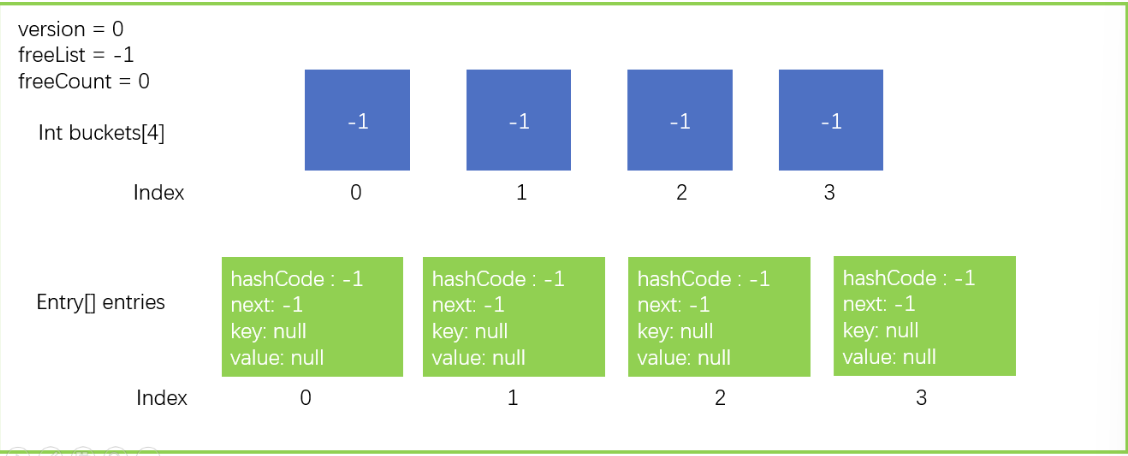 version = 0
freeList = -1
freeCount = 0
Int buckets[4]
-1 -1 -1 -1
Index 0 1 2 3
Entry[] entries
hashCode : -1
next: -1
key: null
value: null
hashCode : -1
next: -1
key: null
value: null
hashCode : -1
next: -1
key: null
value: null
hashCode : -1
next: -1
key: null
value: null
Index 0 1 2 3